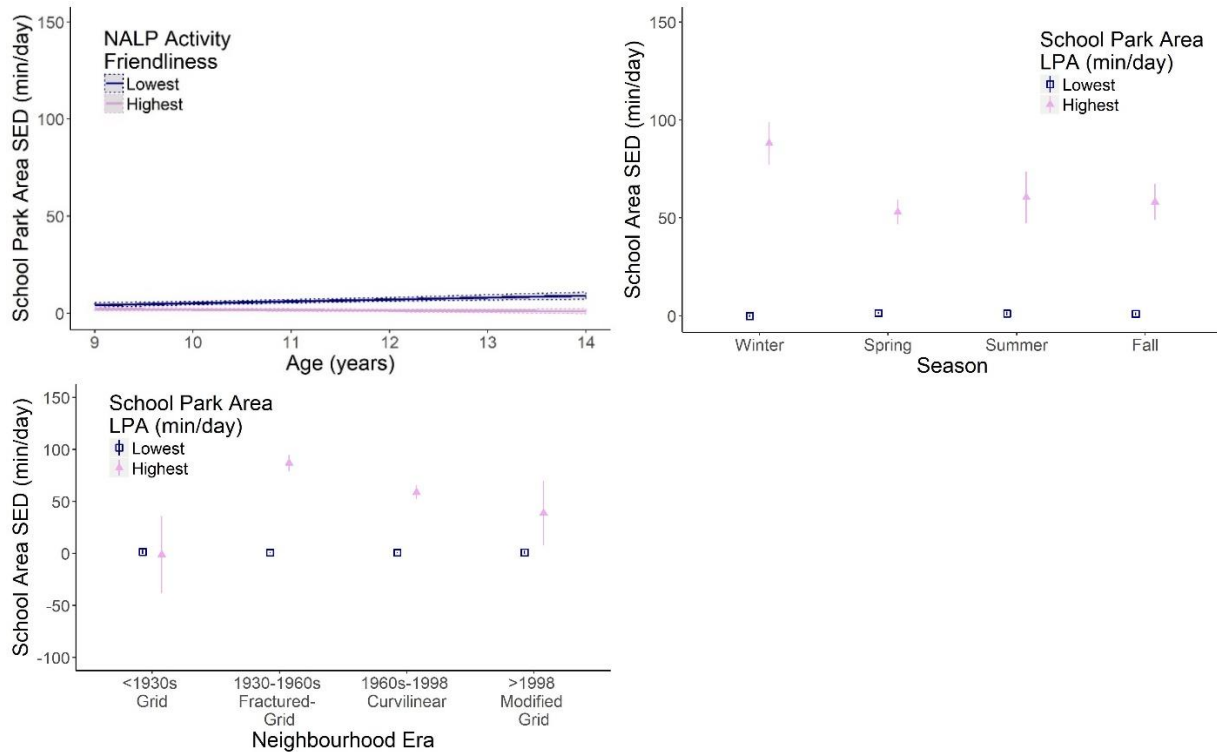 School Park Area SED (min/day)
150
100
50
0
NALP Activity
Friendliness
Lowest
Highest
9 10 11 12 13 14
Age (years)
School Area SED (min/day)
150
100
50
0
School Park Area
LPA (min/day)
Lowest
Highest
Winter Spring Summer Fall
Season
School Area SED (min/day)
150
100
50
0
-50
-100
School Park Area
LPA (min/day)
Lowest
Highest
<1930s 1930-1960s 1960s-1998 >1998
Grid Fractured- Curvilinear Modified
Grid Grid
Neighbourhood Era